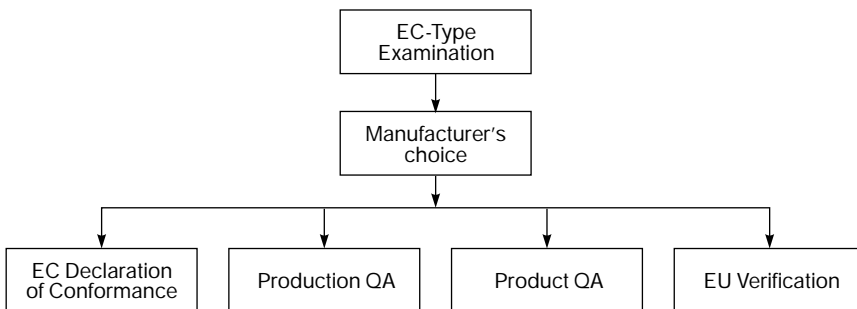 EC-Type
Examination
Manufacturer's
choice
EC Declaration
of Conformance
Production QA
Product QA
EU Verification